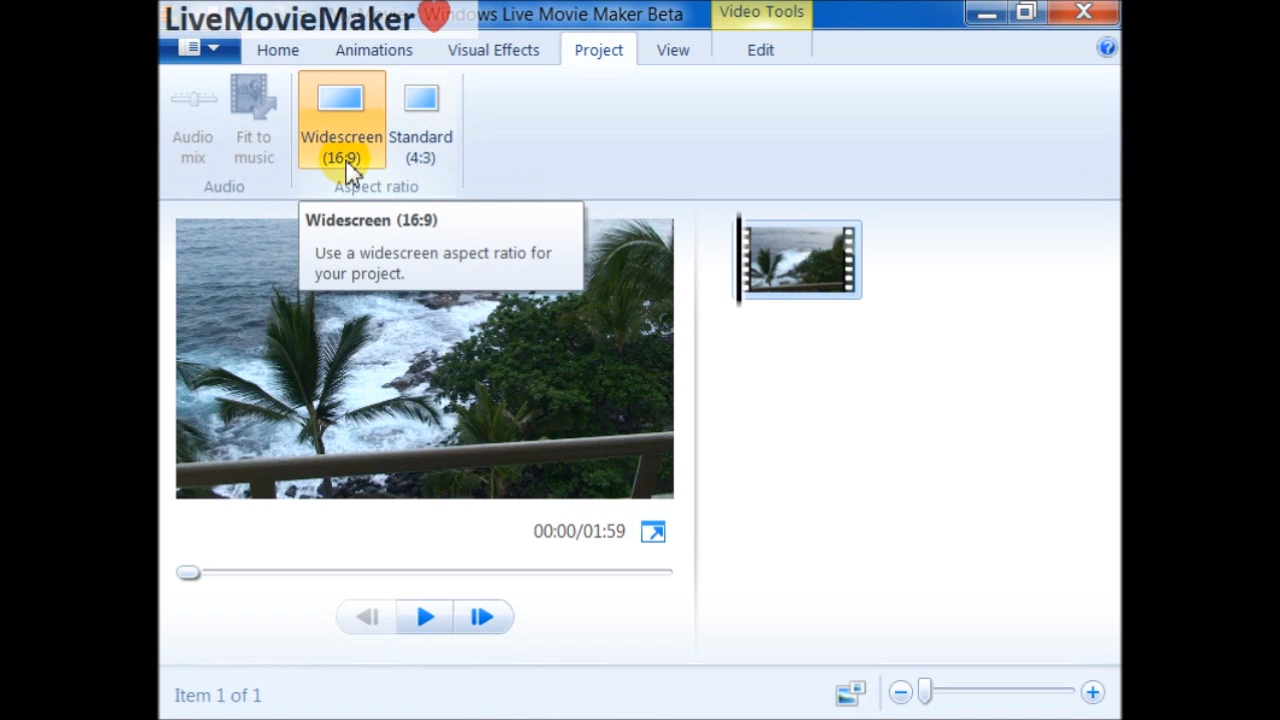 LiveMovieMaker
Windows Live Movie Maker Beta
Video Tools
Home
Animations
Visual Effects
Project
View
Edit
Audio
mix
Fit to
music
Widescreen
(16:9)
Standard
(4:3)
Audio
Aspect ratio
Widescreen (16:9)
Use a widescreen aspect ratio for
your project.
00:00/01:59
Item 1 of 1